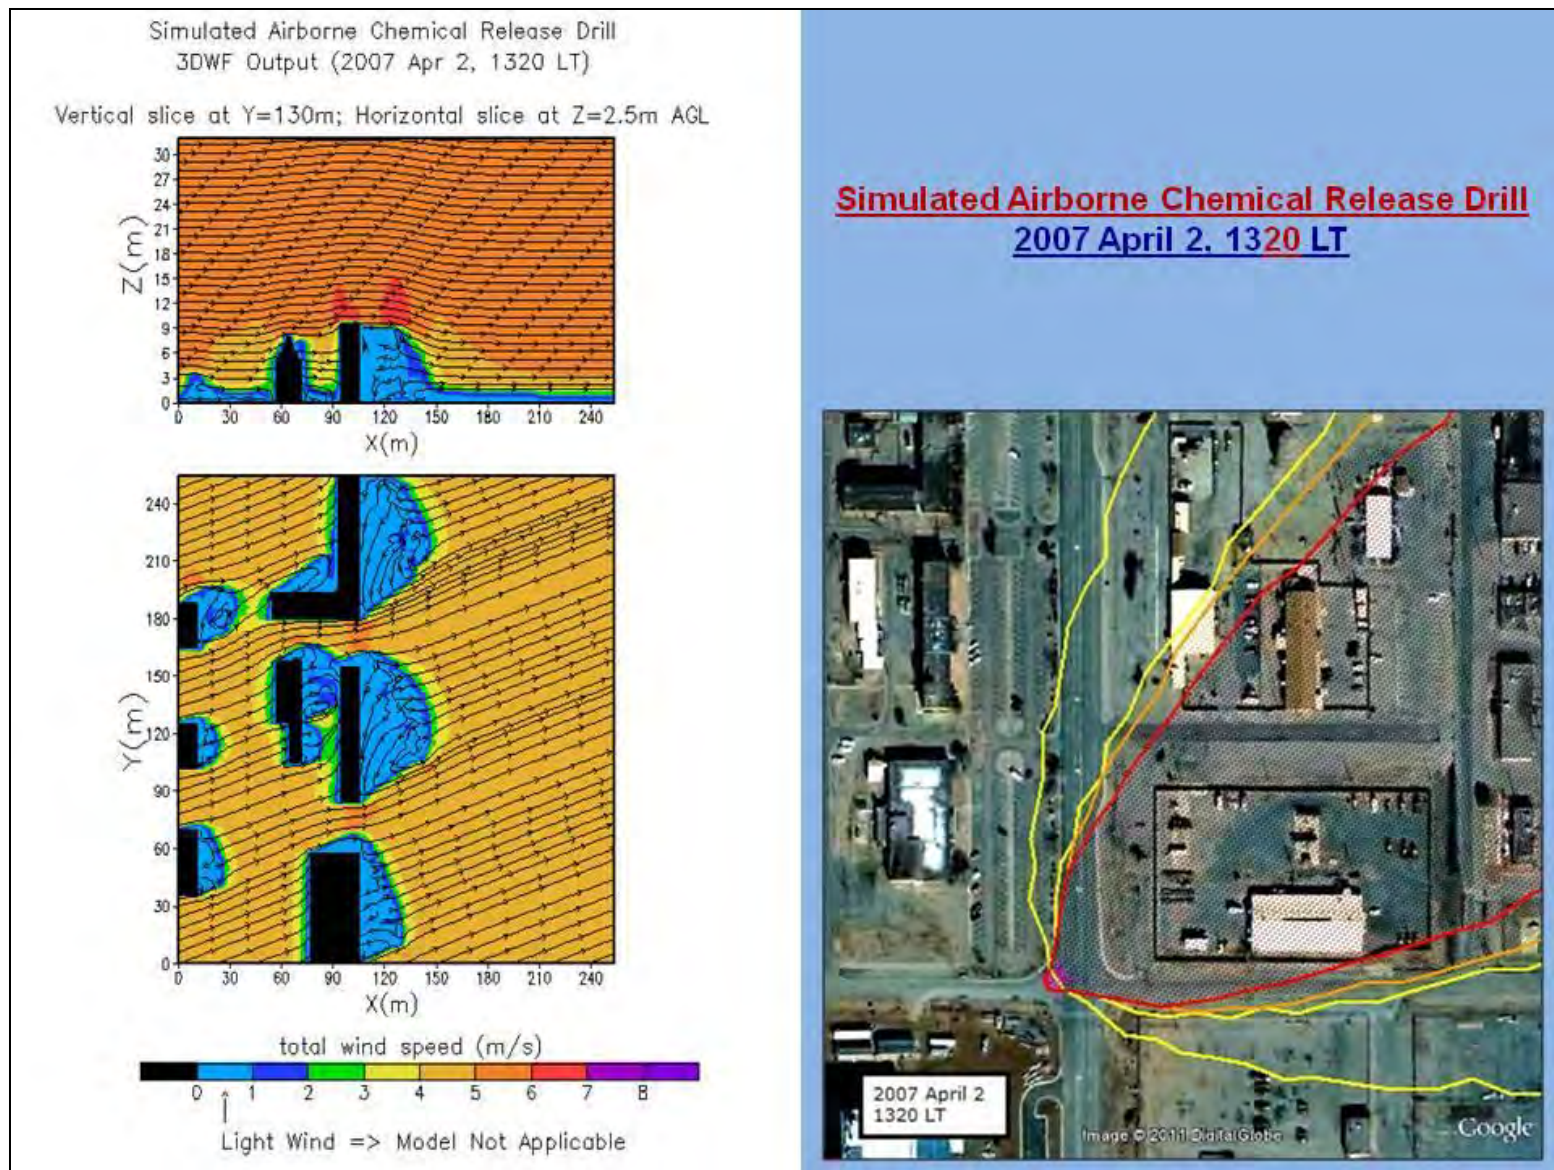 Simulated Airborne Chemical Release Drill
3DWF Output (2007 Apr 2, 1320 LT)
Vertical slice at Y=130m; Horizontal slice at Z=2.5m AGL
30
27
24
21
18
15
12
9
6
3
0
Z(m)
0 30 60 90 120 150 180 210 240
X(m)
240
210
180
150
120
90
60
30
0
Y(m)
0 30 60 90 120 150 180 210 240
X(m)
total wind speed (m/s)
0 1 2 3 4 5 6 7 8
Light Wind => Model Not Applicable
Simulated Airborne Chemical Release Drill
2007 April 2, 1320 LT
2007 April 2
1320 LT
Image © 2011 DigitalGlobe
Google